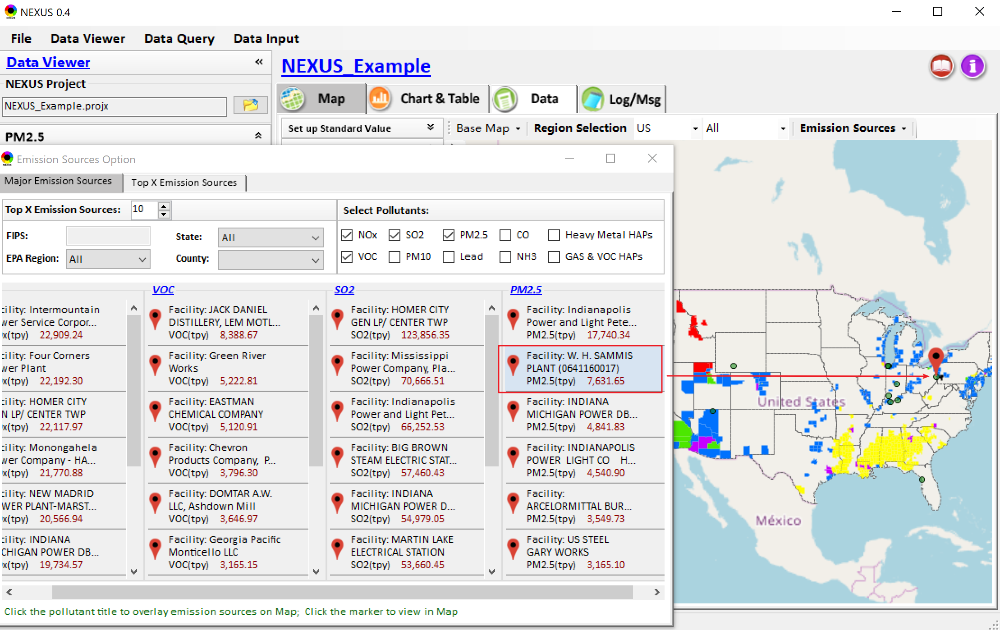 NEXUS 0.4
File Data Viewer Data Query Data Input
Data Viewer
NEXUS Project
NEXUS_Example.projx
PM2.5
NEXUS_Example
Map Chart & Table Data Log/Msg
Set up Standard Value Base Map Region Selection US All Emission Sources
Emission Sources Option
Major Emission Sources Top X Emission Sources
Top X Emission Sources: 10
FIPS: State: All
EPA Region: All County:
Select Pollutants:
NOx SO2 PM2.5 CO Heavy Metal HAPs
VOC PM10 Lead NH3 GAS & VOC HAPs
cility: Intermountain
wer Service Corpor...
x(tpy) 22,909.24
cility: Four Corners
wer Plant
x(tpy) 22,192.30
cility: HOMER CITY
N LP/ CENTER TWP
x(tpy) 22,117.97
cility: Monongahela
wer Company - HA...
x(tpy) 21,770.88
cility: NEW MADRID
WER PLANT-MARST...
x(tpy) 20,566.94
cility: INDIANA
CHIGAN POWER DB...
x(tpy) 19,734.57
VOC
Facility: JACK DANIEL
DISTILLERY, LEM MOTL...
VOC(tpy) 8,388.67
Facility: Green River
Works
VOC(tpy) 5,222.81
Facility: EASTMAN
CHEMICAL COMPANY
VOC(tpy) 5,120.91
Facility: Chevron
Products Company, P...
VOC(tpy) 3,796.30
Facility: DOMTAR A.W.
LLC, Ashdown Mill
VOC(tpy) 3,646.97
Facility: Georgia Pacific
Monticello LLC
VOC(tpy) 3,165.15
SO2
Facility: HOMER CITY
GEN LP/ CENTER TWP
SO2(tpy) 123,856.35
Facility: Mississippi
Power Company, Pla...
SO2(tpy) 70,666.51
Facility: Indianapolis
Power and Light Pet...
SO2(tpy) 66,252.53
Facility: BIG BROWN
STEAM ELECTRIC STAT...
SO2(tpy) 57,460.43
Facility: INDIANA
MICHIGAN POWER D...
SO2(tpy) 54,979.05
Facility: MARTIN LAKE
ELECTRICAL STATION
SO2(tpy) 53,660.45
PM2.5
Facility: Indianapolis
Power and Light Pete...
PM2.5(tpy) 17,740.34
Facility: W. H. SAMMIS
PLANT (0641160017)
PM2.5(tpy) 7,631.65
Facility: INDIANA
MICHIGAN POWER DB...
PM2.5(tpy) 4,841.83
Facility: INDIANAPOLIS
POWER LIGHT CO H...
PM2.5(tpy) 4,540.90
Facility:
ARCELORMITTAL BUR...
PM2.5(tpy) 3,549.73
Facility: US STEEL
GARY WORKS
PM2.5(tpy) 3,165.10
Click the pollutant title to overlay emission sources on Map; Click the marker to view in Map
United States
México